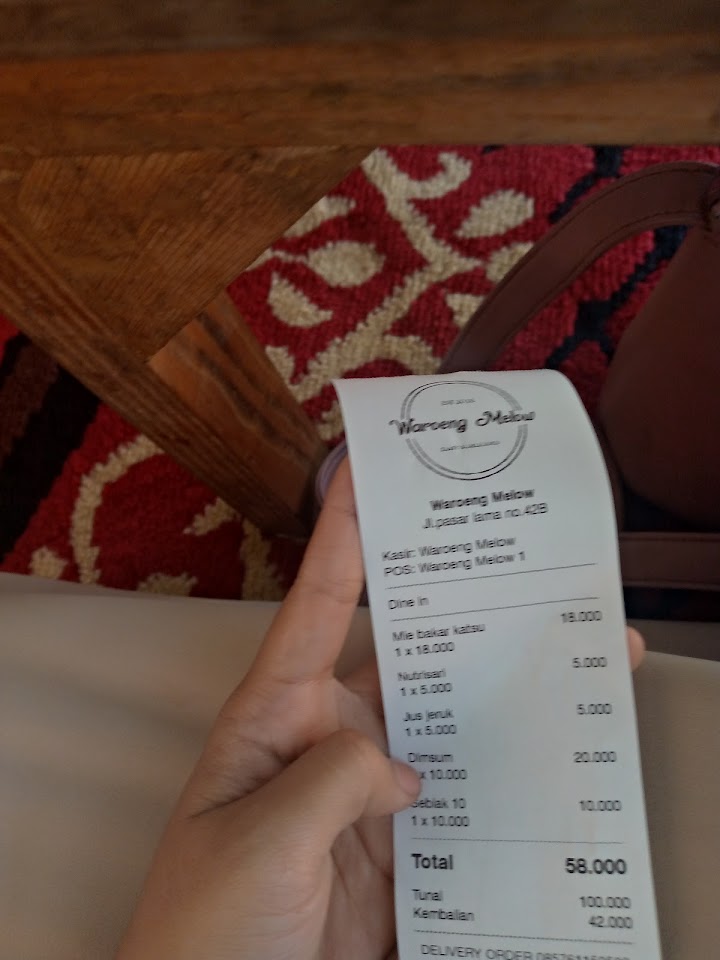 Waroeng Melow
Waroeng Melow
Jl.pasar lama no.42B
Kasir: Waroeng Melow
POS: Waroeng Melow 1
Dine In
Mie bakar katsu 18.000
1 x 18.000
Nutrisari 5.000
1 x 5.000
Jus jeruk 5.000
1 x 5.000
Dimsum 20.000
x 10.000
Seblak 10 10.000
1 x 10.000
Total 58.000
Tunai 100.000
Kembalian 42.000
DELIVERY ORDER